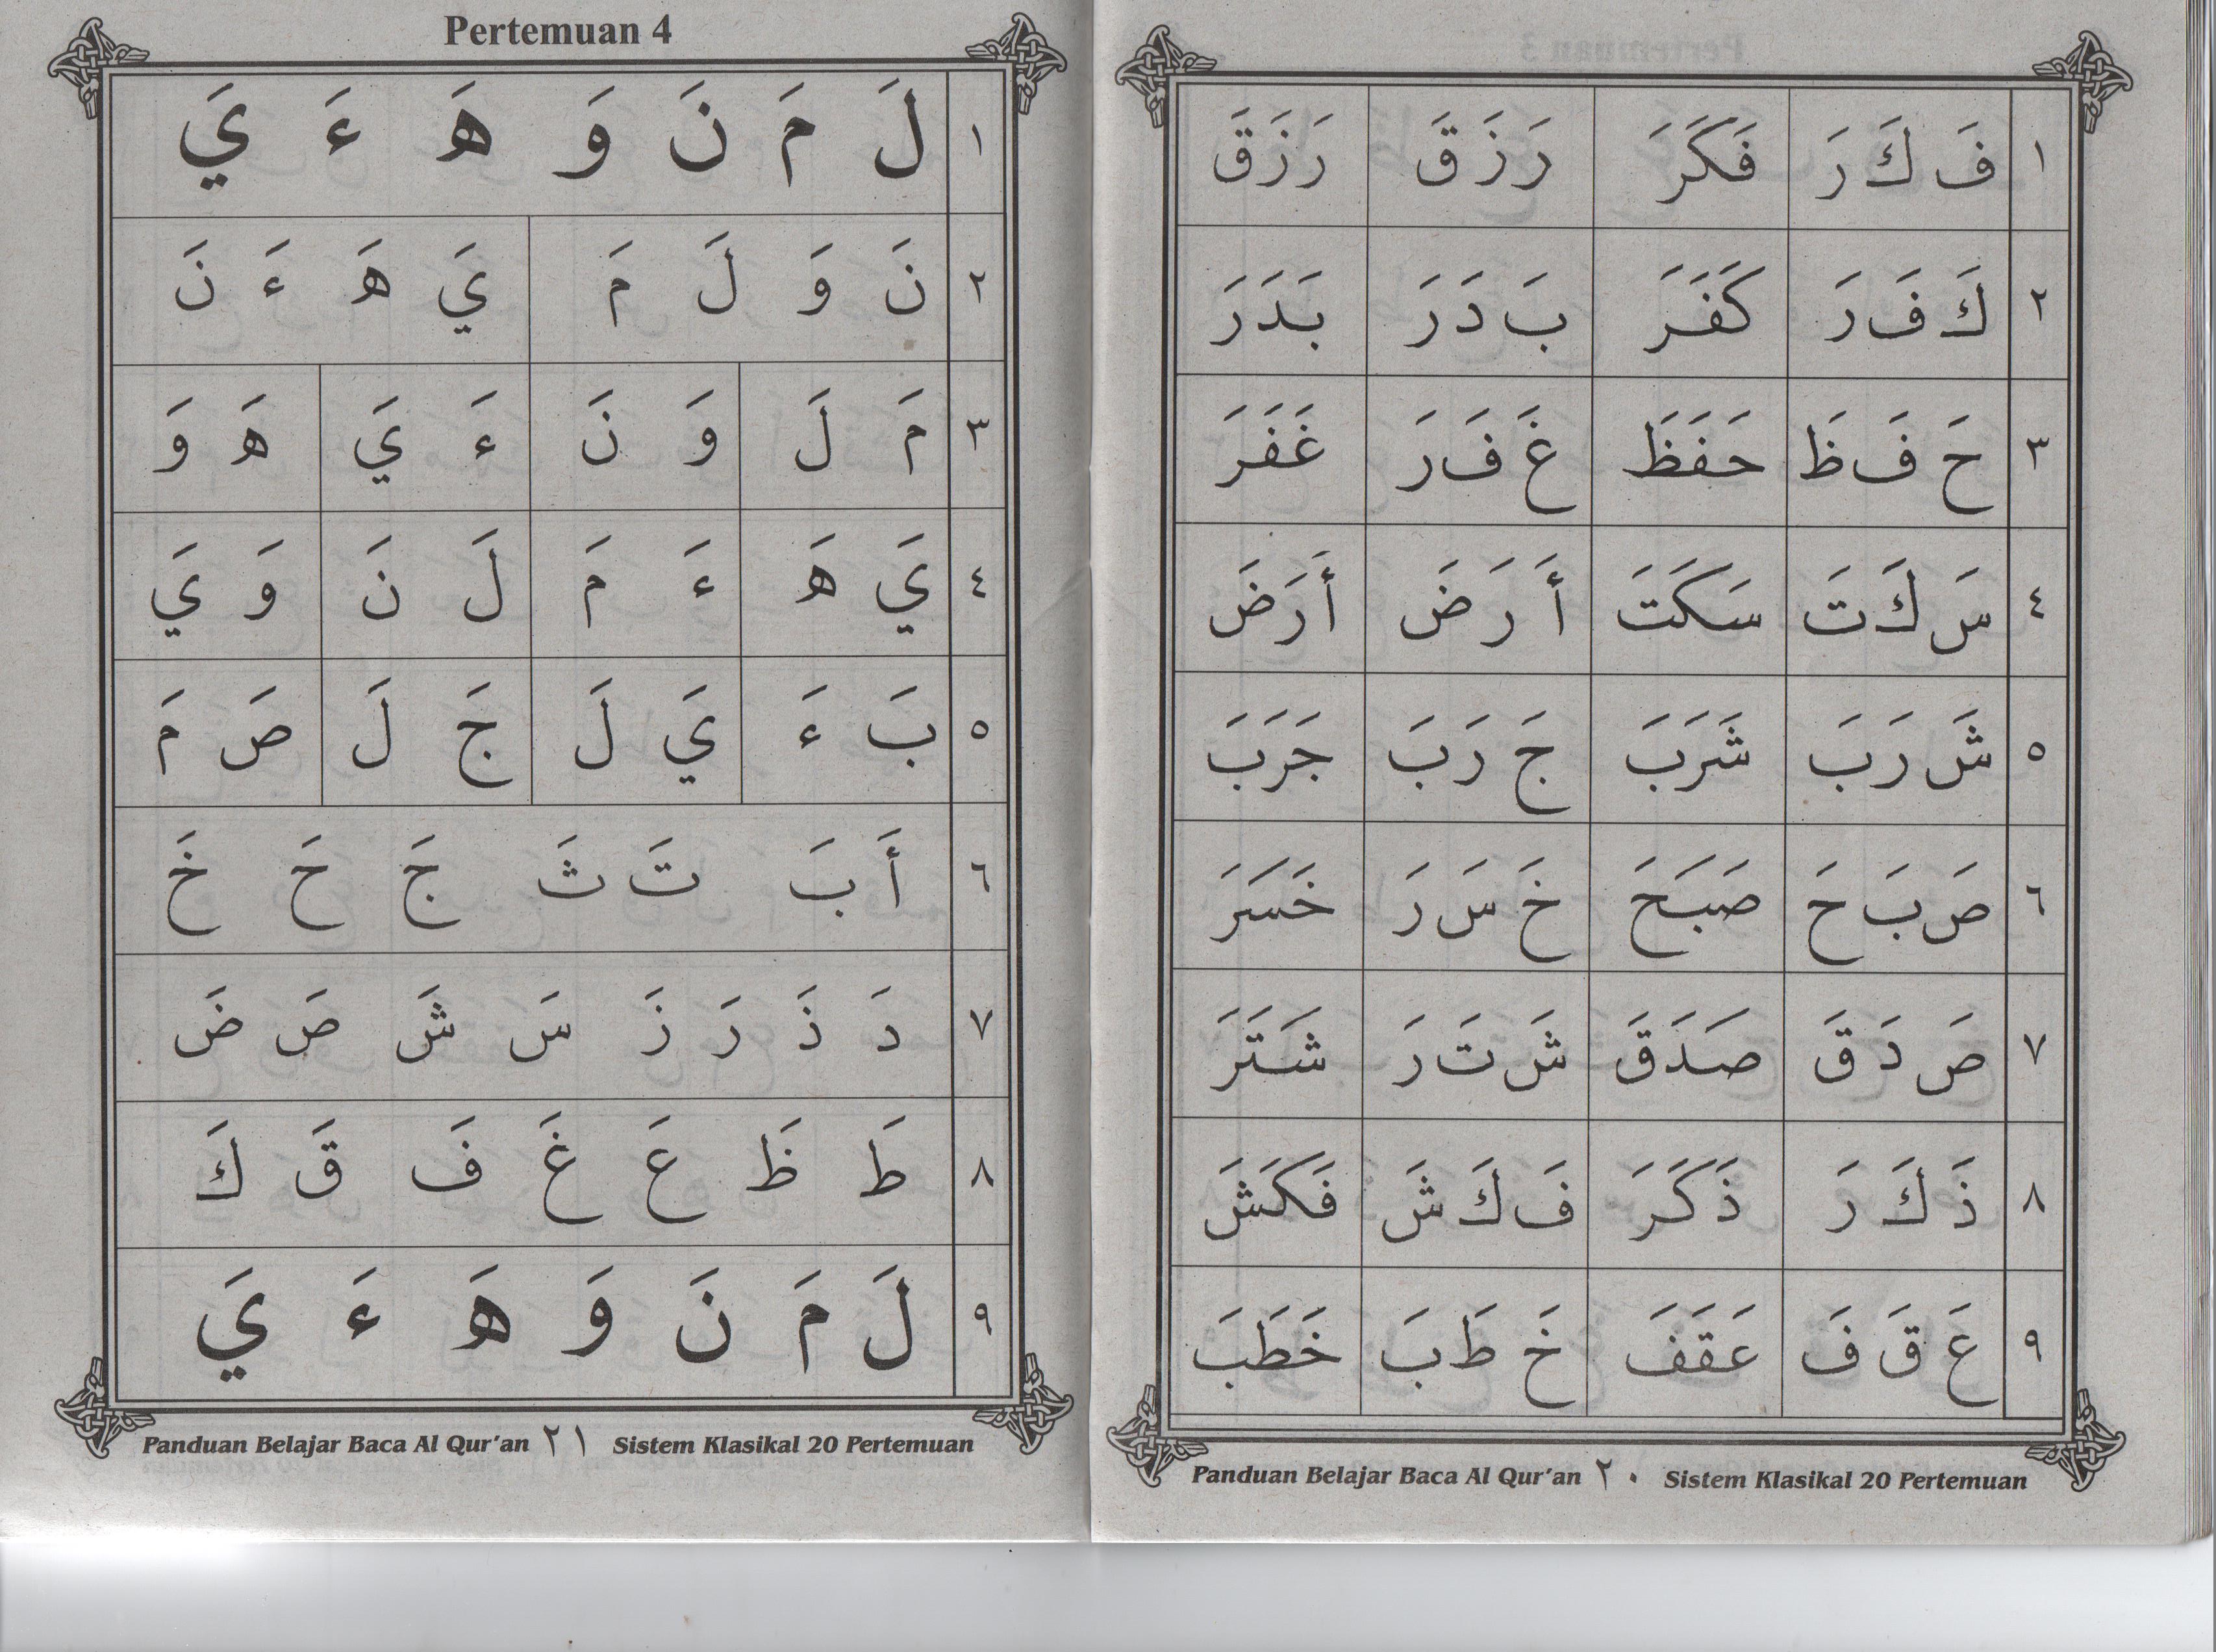 فَ كَ رَ فَكَرَ رَ زَ قَ رَزَقَ ١
كَ فَ رَ كَفَرَ بَ دَ رَ بَدَرَ ٢
حَ فَ ظَ حَفَظَ غَ فَ رَ غَفَرَ ٣
سَ كَ تَ سَكَتَ أَ رَ ضَ أَرَضَ ٤
شَ رَ بَ شَرَبَ جَ رَ بَ جَرَبَ ٥
صَ بَ حَ صَبَحَ خَ سَ رَ خَسَرَ ٦
صَ دَ قَ صَدَقَ شَ تَ رَ شَتَرَ ٧
ذَ كَ رَ ذَكَرَ فَ كَ شَ فَكَشَ ٨
عَ قَ فَ عَقَفَ خَ طَ بَ خَطَبَ ٩
Panduan Belajar Baca Al Qur'an ٢٠ Sistem Klasikal 20 Pertemuan
Pertemuan 4
١ لَ مَ نَ وَ هَ ءَ يَ
٢ نَ وَ لَ مَ يَ هَ ءَ نَ
٣ مَ لَ وَ نَ ءَ يَ هَ وَ
٤ يَ هَ ءَ مَ لَ نَ وَ يَ
٥ بَ ءَ يَ لَ جَ لَ صَ مَ
٦ أَ بَ تَ ثَ جَ حَ خَ
٧ دَ ذَ رَ زَ سَ شَ صَ ضَ
٨ طَ ظَ عَ غَ فَ قَ كَ
٩ لَ مَ نَ وَ هَ ءَ يَ
Panduan Belajar Baca Al Qur'an ٢١ Sistem Klasikal 20 Pertemuan